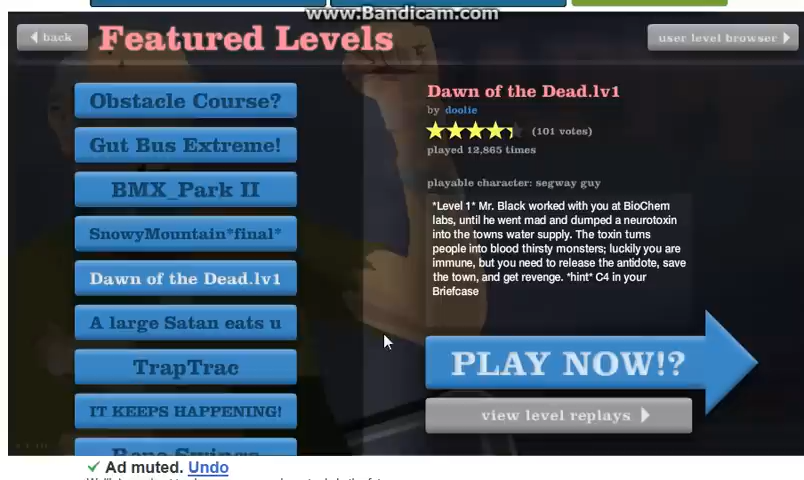 www.Bandicam.com
back
Featured Levels
user level browser
Obstacle Course?
Gut Bus Extreme!
BMX_Park II
SnowyMountain*final*
Dawn of the Dead.lv1
A large Satan eats u
TrapTrac
IT KEEPS HAPPENING!
Rope Swings
Dawn of the Dead.lv1
by doolie
(101 votes)
played 12,865 times
playable character: segway guy
*Level 1* Mr. Black worked with you at BioChem
labs, until he went mad and dumped a neurotoxin
into the towns water supply. The toxin turns
people into blood thirsty monsters; luckily you are
immune, but you need to release the antidote, save
the town, and get revenge. *hint* C4 in your
Briefcase
PLAY NOW!?
view level replays
Ad muted. Undo